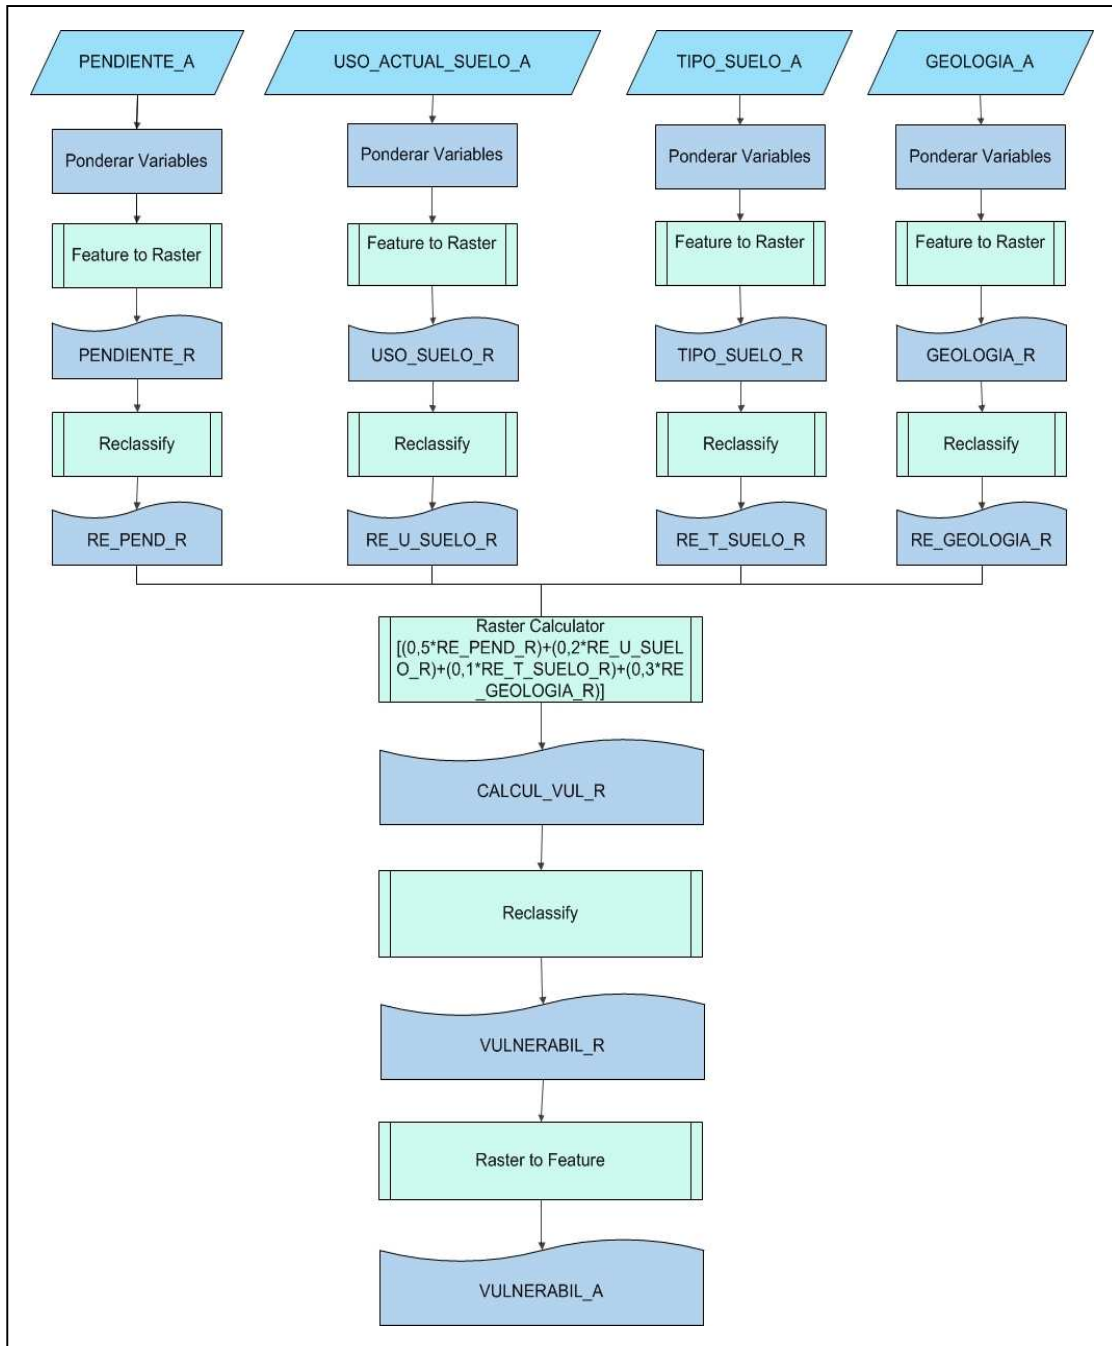 PENDIENTE_A
USO_ACTUAL_SUELO_A
TIPO_SUELO_A
GEOLOGIA_A
Ponderar Variables
Ponderar Variables
Ponderar Variables
Ponderar Variables
Feature to Raster
Feature to Raster
Feature to Raster
Feature to Raster
PENDIENTE_R
USO_SUELO_R
TIPO_SUELO_R
GEOLOGIA_R
Reclassify
Reclassify
Reclassify
Reclassify
RE_PEND_R
RE_U_SUELO_R
RE_T_SUELO_R
RE_GEOLOGIA_R
Raster Calculator
[(0,5*RE_PEND_R)+(0,2*RE_U_SUEL
O_R)+(0,1*RE_T_SUELO_R)+(0,3*RE
_GEOLOGIA_R)]
CALCUL_VUL_R
Reclassify
VULNERABIL_R
Raster to Feature
VULNERABIL_A